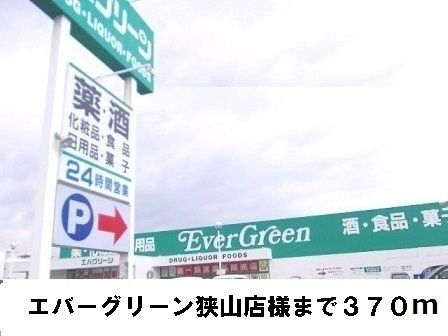 バグリーン
DRUG・LIQUOR・FOODS
薬・酒
化粧品・食品
日用品・菓子
24時間営業
P
用品 EverGreen 酒・食品・菓子
DRUG・LIQUOR FOODS
薬
エバグリーン
エバーグリーン狭山店様まで370m